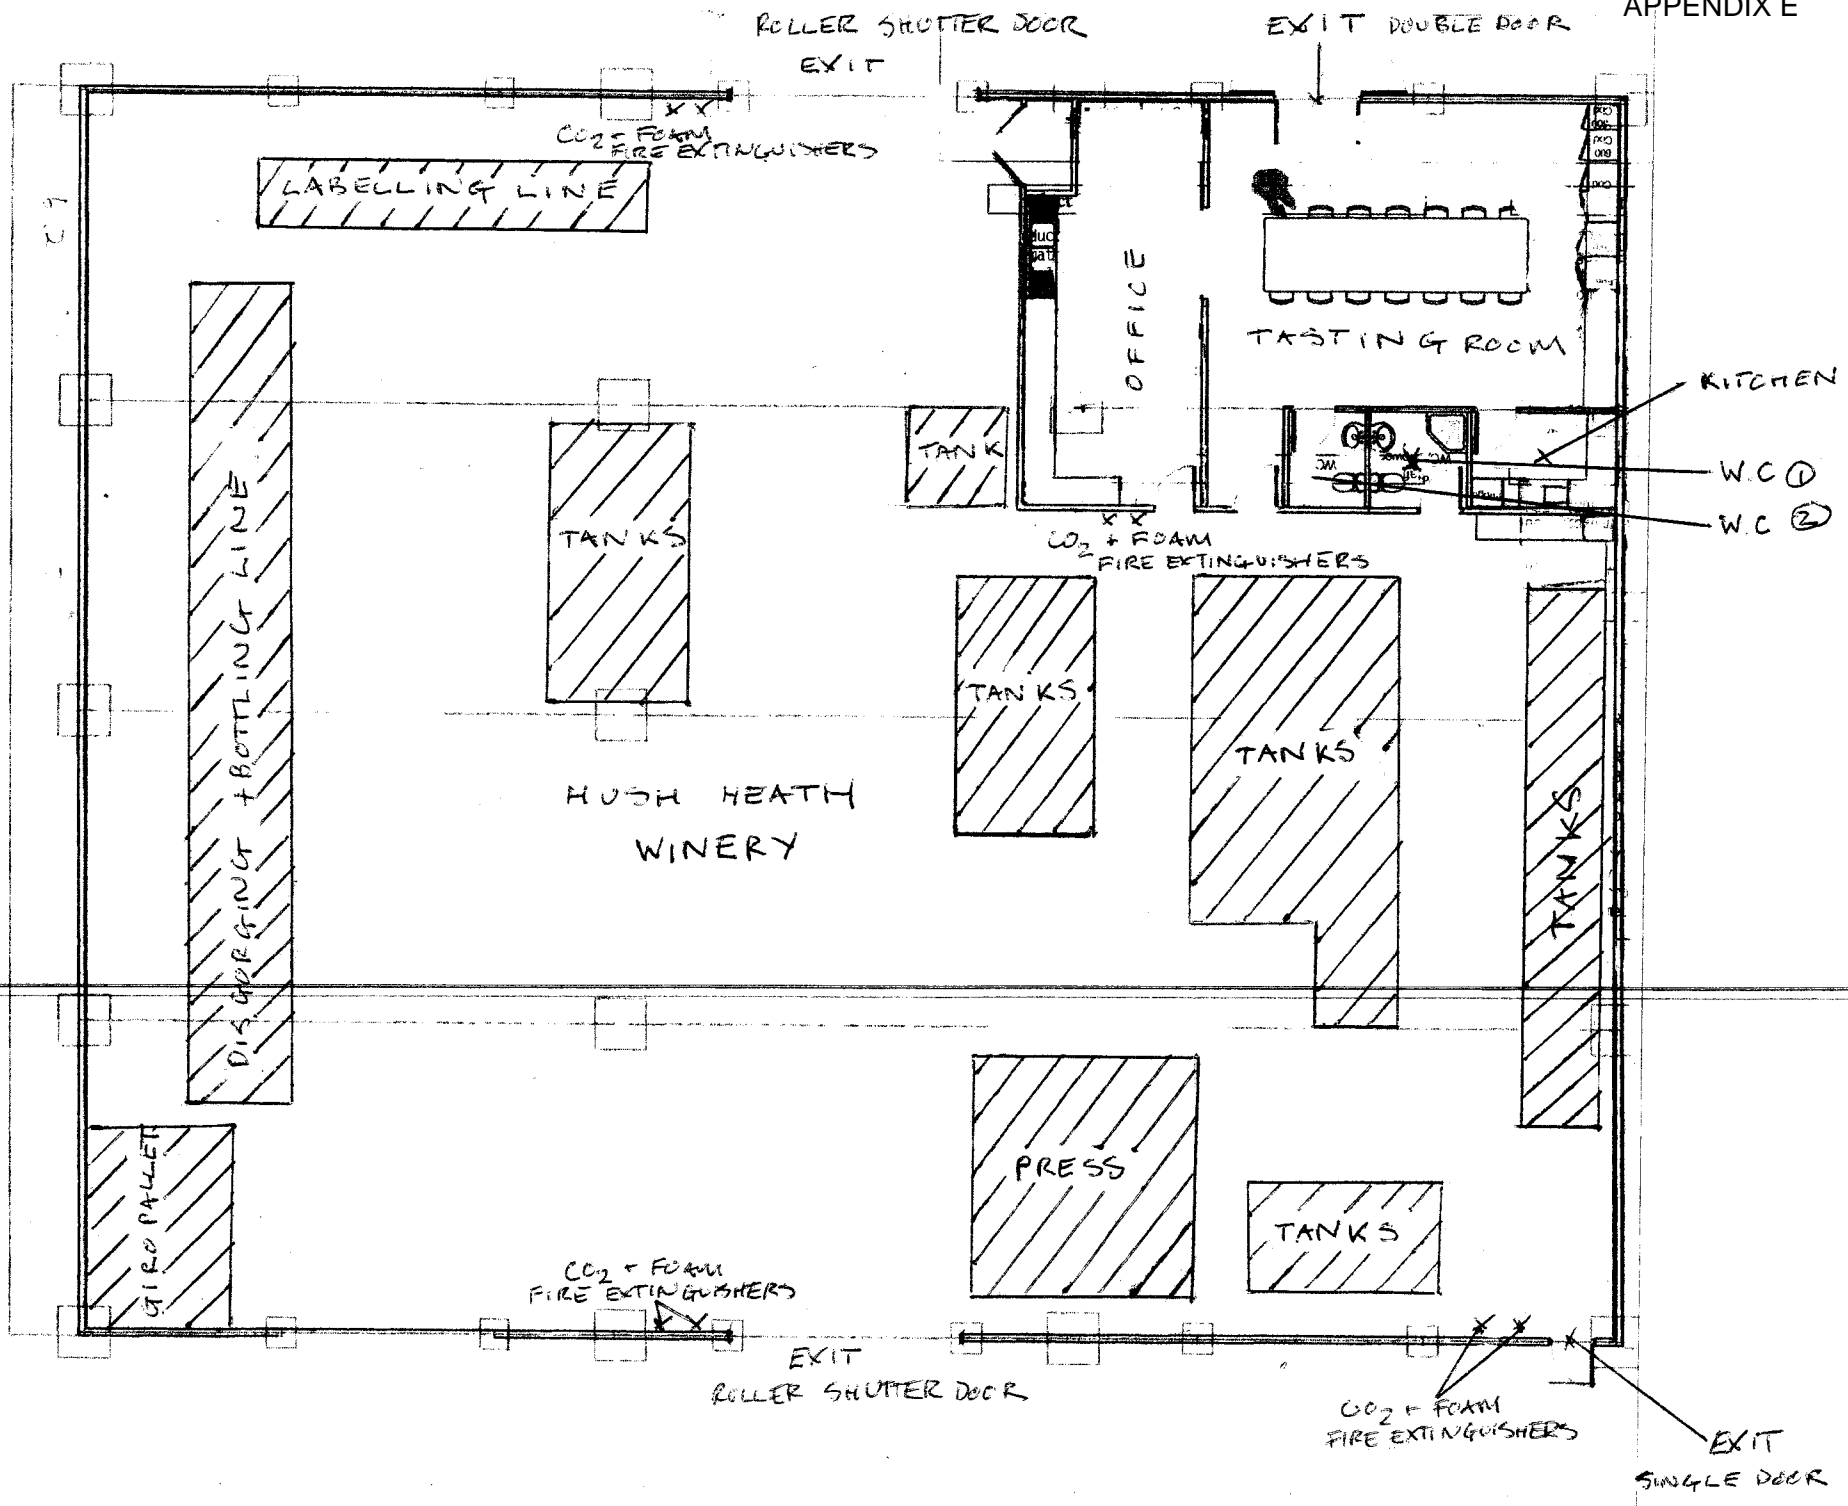 APPENDIX E
ROLLER SHUTTER DOOR
EXIT
EXIT DOUBLE DOOR
CO2 + FOAM
FIRE EXTINGUISHERS
LABELLING LINE
OFFICE
TASTING ROOM
KITCHEN
W.C ①
W.C ②
WC
TANK
TANKS
CO2 + FOAM
FIRE EXTINGUISHERS
DISGORGING + BOTTLING LINE
TANKS
TANKS
TANKS
HUSH HEATH
WINERY
GIRO PALLET
PRESS
TANKS
CO2 + FOAM
FIRE EXTINGUISHERS
EXIT
ROLLER SHUTTER DOOR
CO2 + FOAM
FIRE EXTINGUISHERS
EXIT
SINGLE DOOR